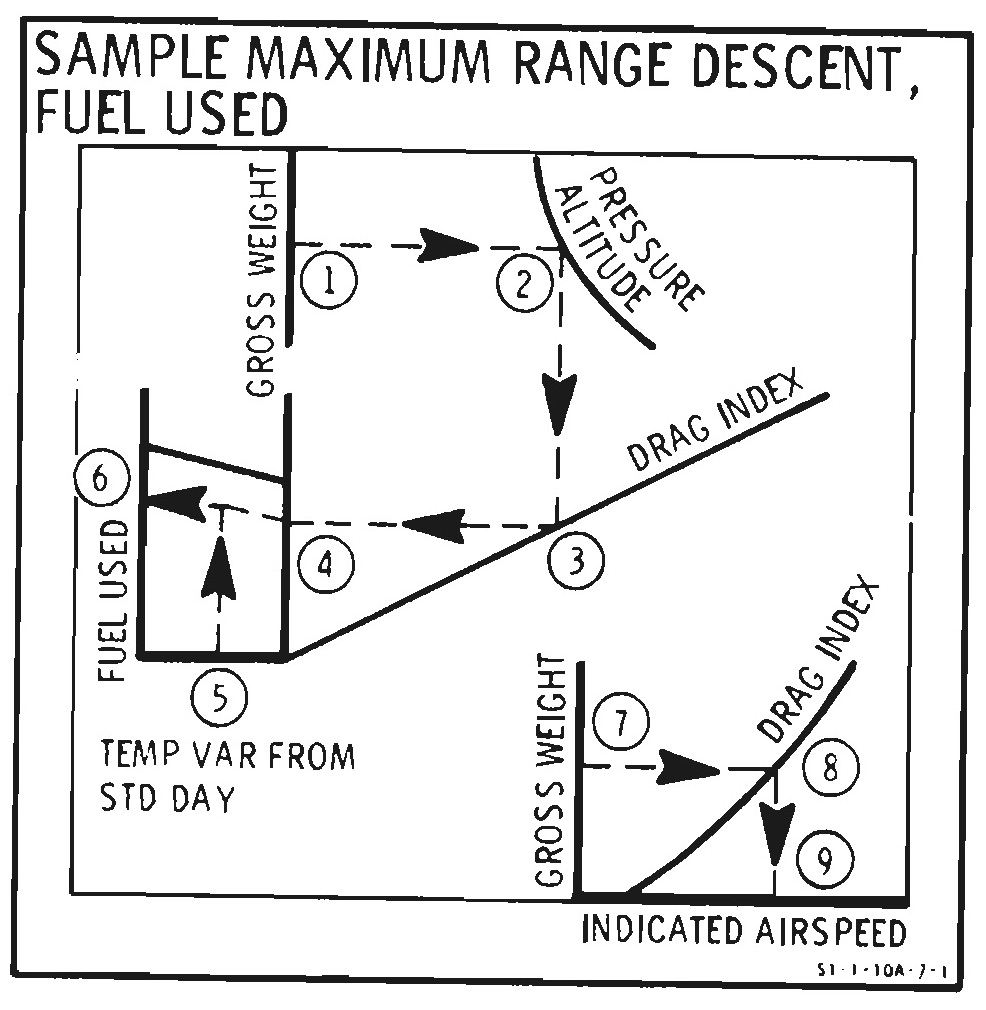 SAMPLE MAXIMUM RANGE DESCENT,
FUEL USED
GROSS WEIGHT
1
2
PRESSURE
ALTITUDE
DRAG INDEX
6
FUEL USED
4
3
5
TEMP VAR FROM
STD DAY
GROSS WEIGHT
7
DRAG INDEX
8
9
INDICATED AIRSPEED
S1-1-10A-7-1